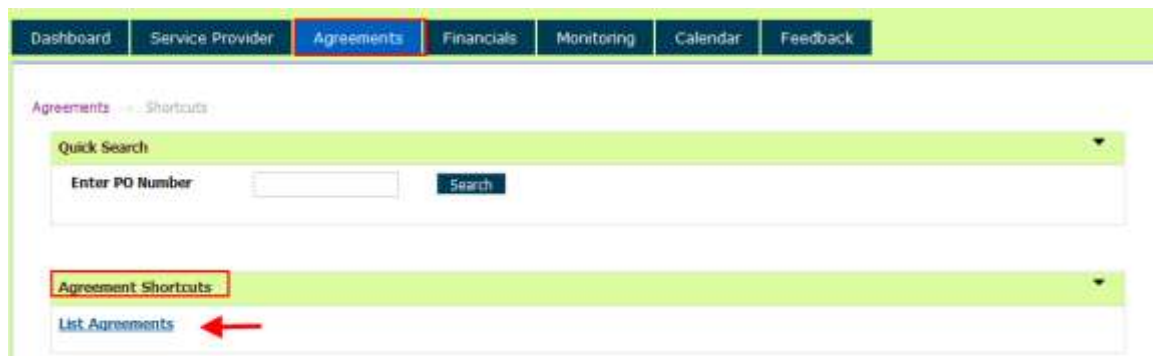 Dashboard Service Provider Agreements Financials Monitoring Calendar Feedback
Agreements Shortcuts
Quick Search
Enter PO Number Search
Agreement Shortcuts
List Agreements